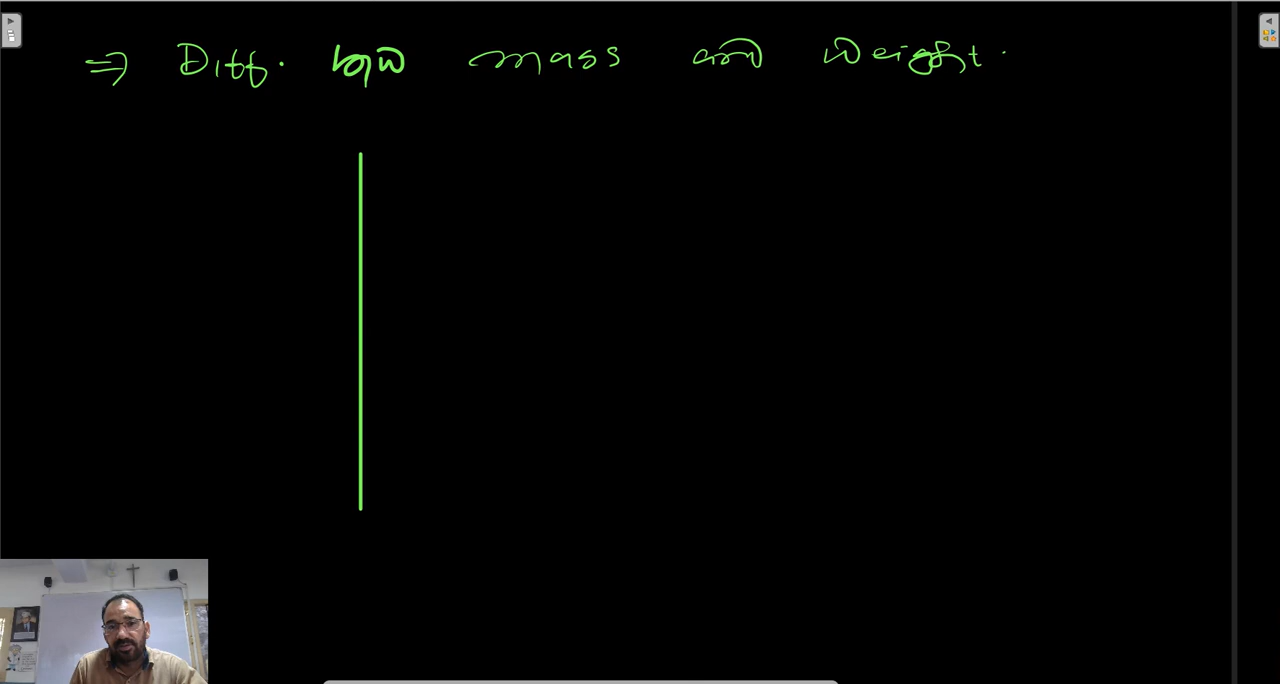 ⇒ Diff. b/w mass and weight.